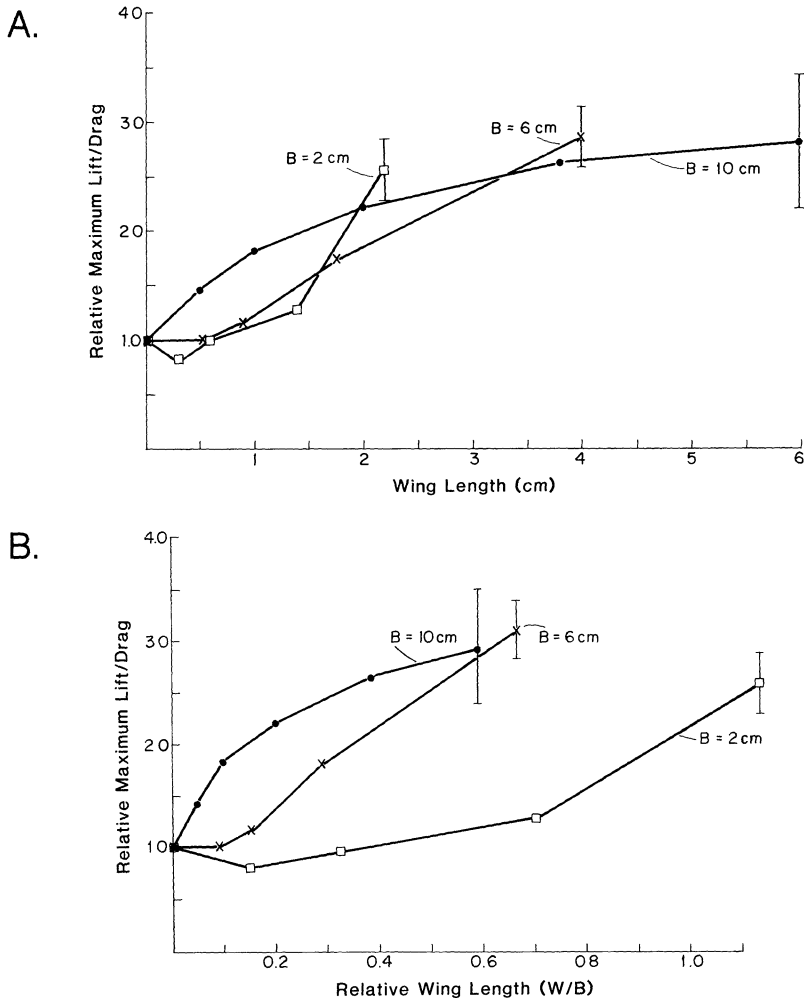 A.
40
30
20
1.0
Relative Maximum Lift/Drag
B = 2 cm
B = 6 cm
B = 10 cm
1
2
3
4
5
6
Wing Length (cm)
B.
4.0
3.0
2.0
1.0
Relative Maximum Lift/Drag
B = 10 cm
B = 6 cm
B = 2 cm
0.2
0.4
0.6
0.8
1.0
Relative Wing Length (W/B)